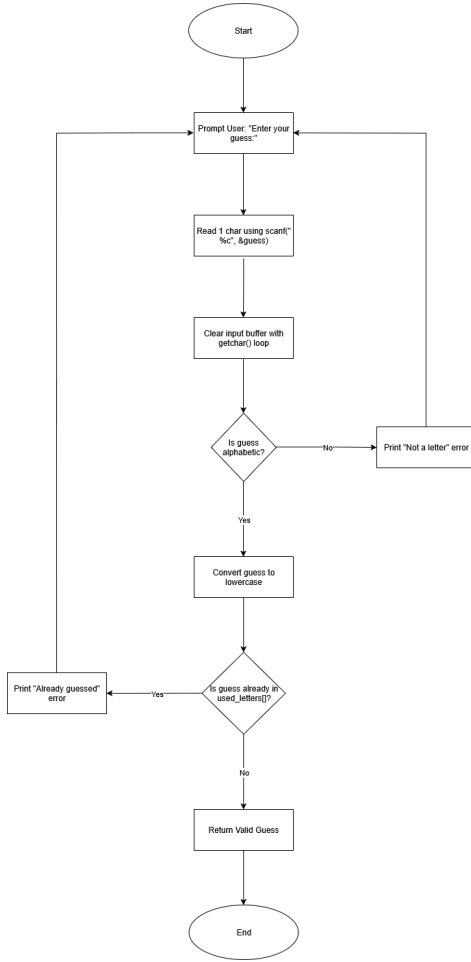 Start
Prompt User: "Enter your
guess:"
Read 1 char using scanf("
%c", &guess)
Clear input buffer with
getchar() loop
Is guess
alphabetic?
No
Print "Not a letter" error
Yes
Convert guess to
lowercase
Is guess already in
used_letters[]?
Yes
Print "Already guessed"
error
No
Return Valid Guess
End